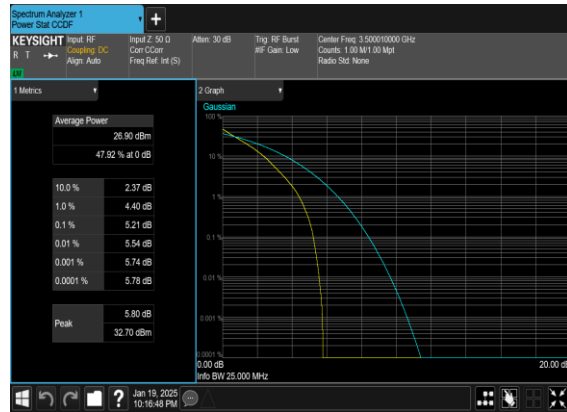 Spectrum Analyzer 1
Power Stat CCDF
KEYSIGHT Input: RF Input Z: 50 Ω Atten: 30 dB Trig: RF Burst Center Freq: 3.500010000 GHz
R T Coupling: DC Corr CCorr #IF Gain: Low Counts: 1.00 M/1.00 Mpt
Align: Auto Freq Ref: Int (S) Radio Std: None
1 Metrics
2 Graph
Average Power
26.90 dBm
47.92 % at 0 dB
10.0 % 2.37 dB
1.0 % 4.40 dB
0.1 % 5.21 dB
0.01 % 5.54 dB
0.001 % 5.74 dB
0.0001 % 5.78 dB
Peak 5.80 dB
32.70 dBm
Gaussian
100 %
10 %
1 %
0.1 %
0.01 %
0.001 %
0.0001 %
0.00 dB 20.00 dB
Info BW 25.000 MHz
Jan 19, 2025
10:16:48 PM